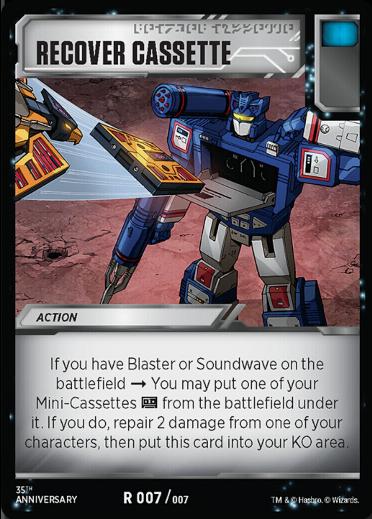 RECOVER CASSETTE
ACTION
If you have Blaster or Soundwave on the
battlefield → You may put one of your
Mini-Cassettes from the battlefield under
it. If you do, repair 2 damage from one of your
characters, then put this card into your KO area.
35TH
ANNIVERSARY
R 007/007
TM & © Hasbro. © Wizards.